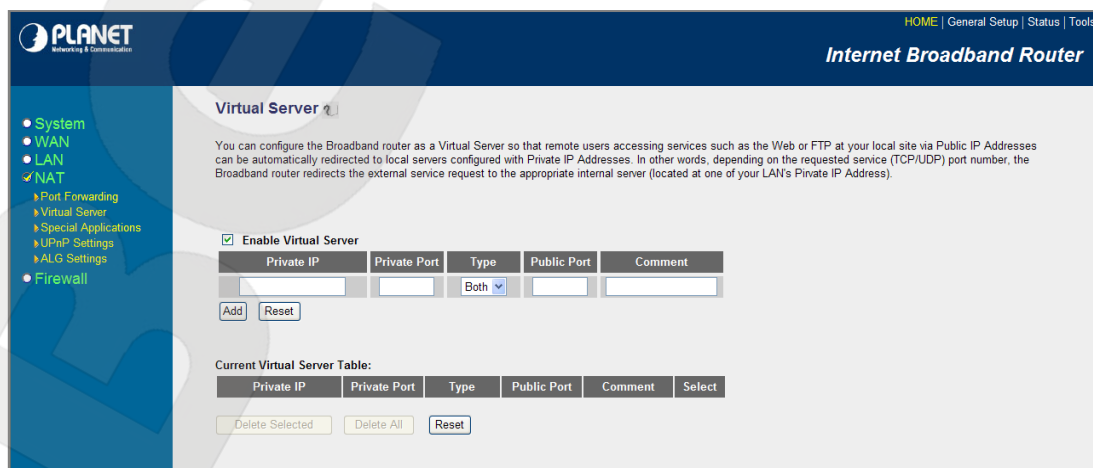 PLANET
Networking & Communication
HOME | General Setup | Status | Tools
Internet Broadband Router
System
WAN
LAN
NAT
Port Forwarding
Virtual Server
Special Applications
UPnP Settings
ALG Settings
Firewall
Virtual Server
You can configure the Broadband router as a Virtual Server so that remote users accessing services such as the Web or FTP at your local site via Public IP Addresses
can be automatically redirected to local servers configured with Private IP Addresses. In other words, depending on the requested service (TCP/UDP) port number, the
Broadband router redirects the external service request to the appropriate internal server (located at one of your LAN's Pirvate IP Address).
Enable Virtual Server
Private IP Private Port Type Public Port Comment
Both
Add Reset
Current Virtual Server Table:
Private IP Private Port Type Public Port Comment Select
Delete Selected Delete All Reset